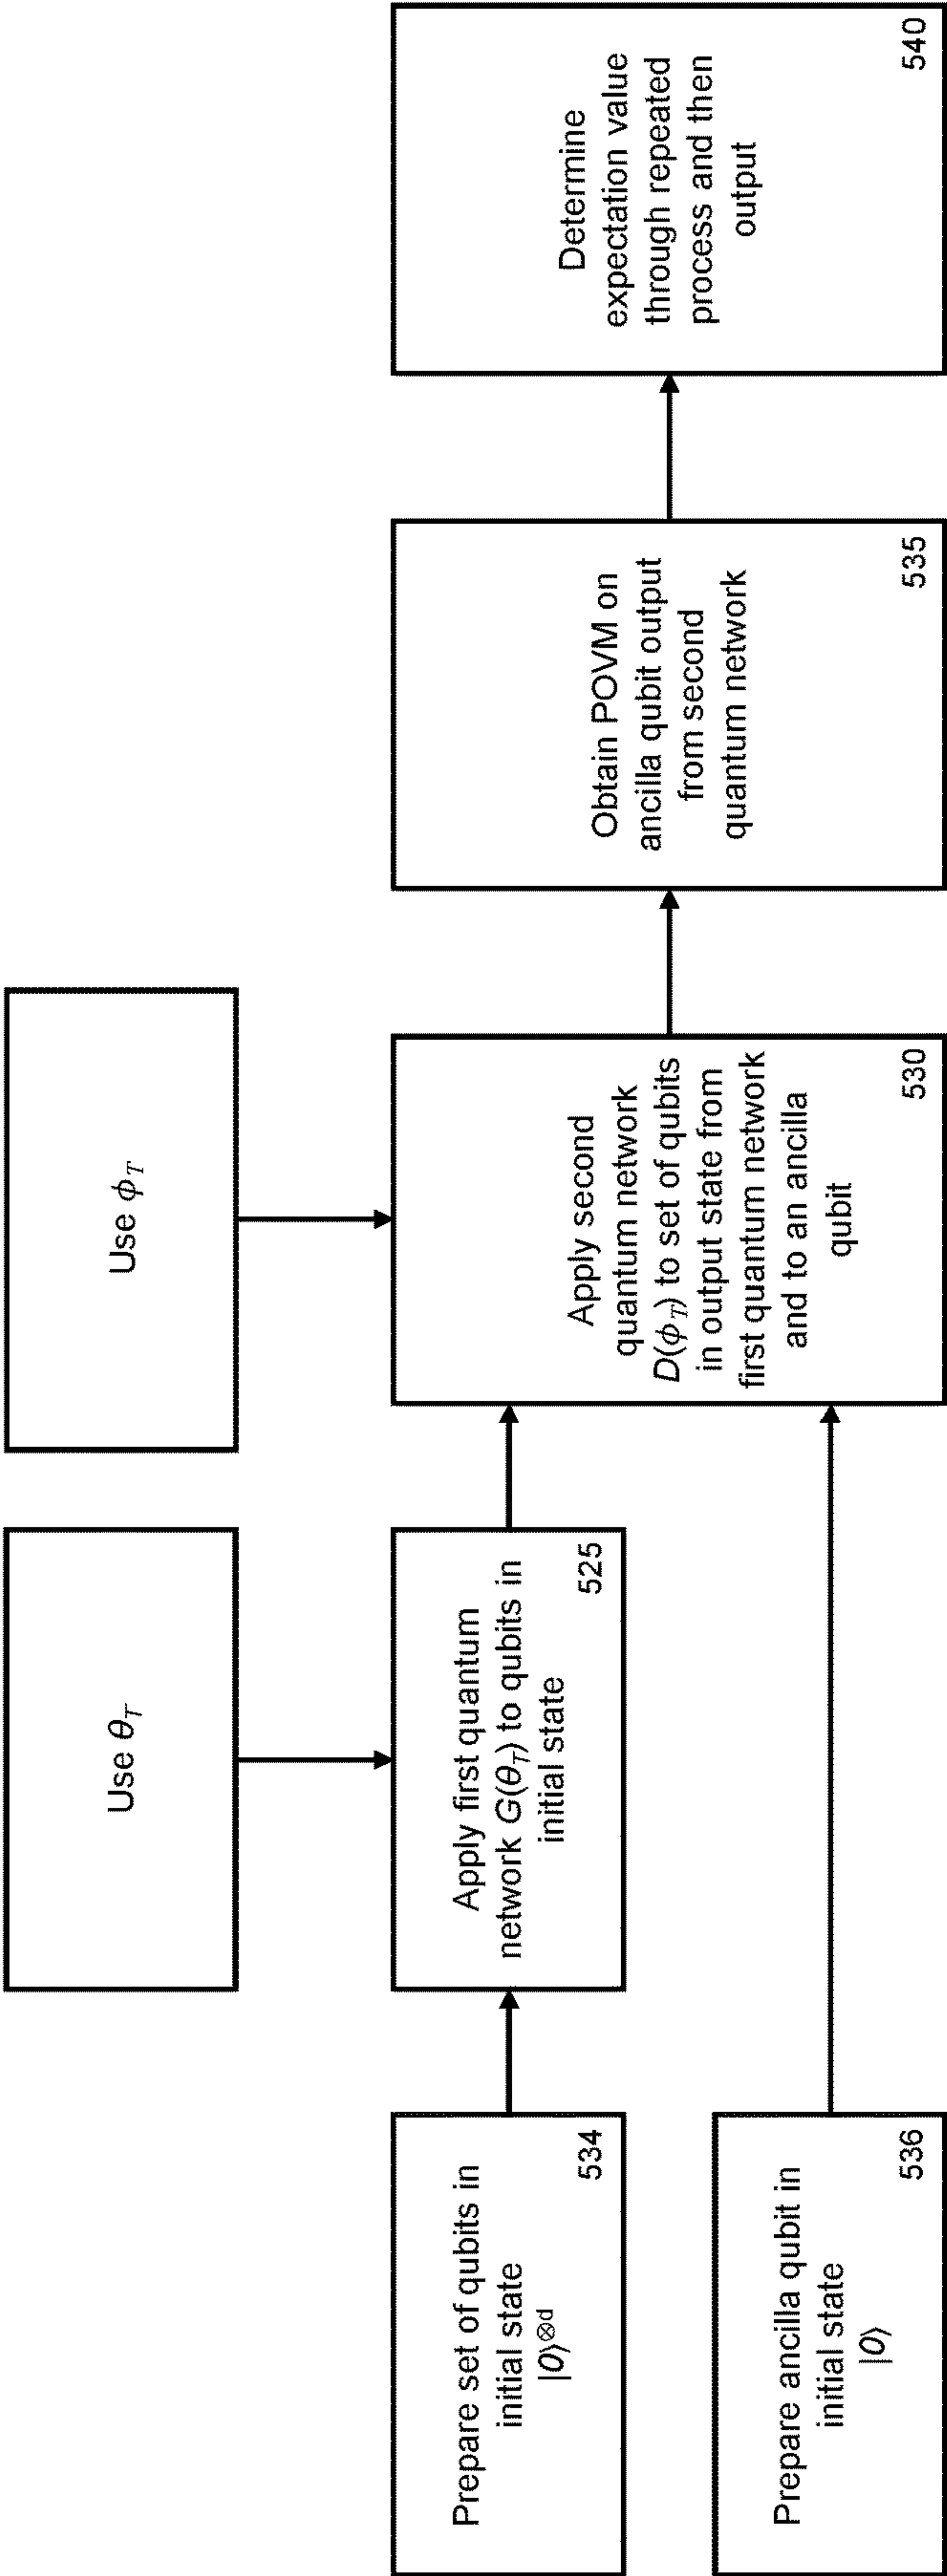 Use θT
Use ϕT
Prepare set of qubits in
initial state
|0⟩⊗d
534
Apply first quantum
network G(θT) to qubits in
initial state
525
Prepare ancilla qubit in
initial state
|0⟩
536
Apply second
quantum network
D(ϕT) to set of qubits
in output state from
first quantum network
and to an ancilla
qubit
530
Obtain POVM on
ancilla qubit output
from second
quantum network
535
Determine
expectation value
through repeated
process and then
output
540